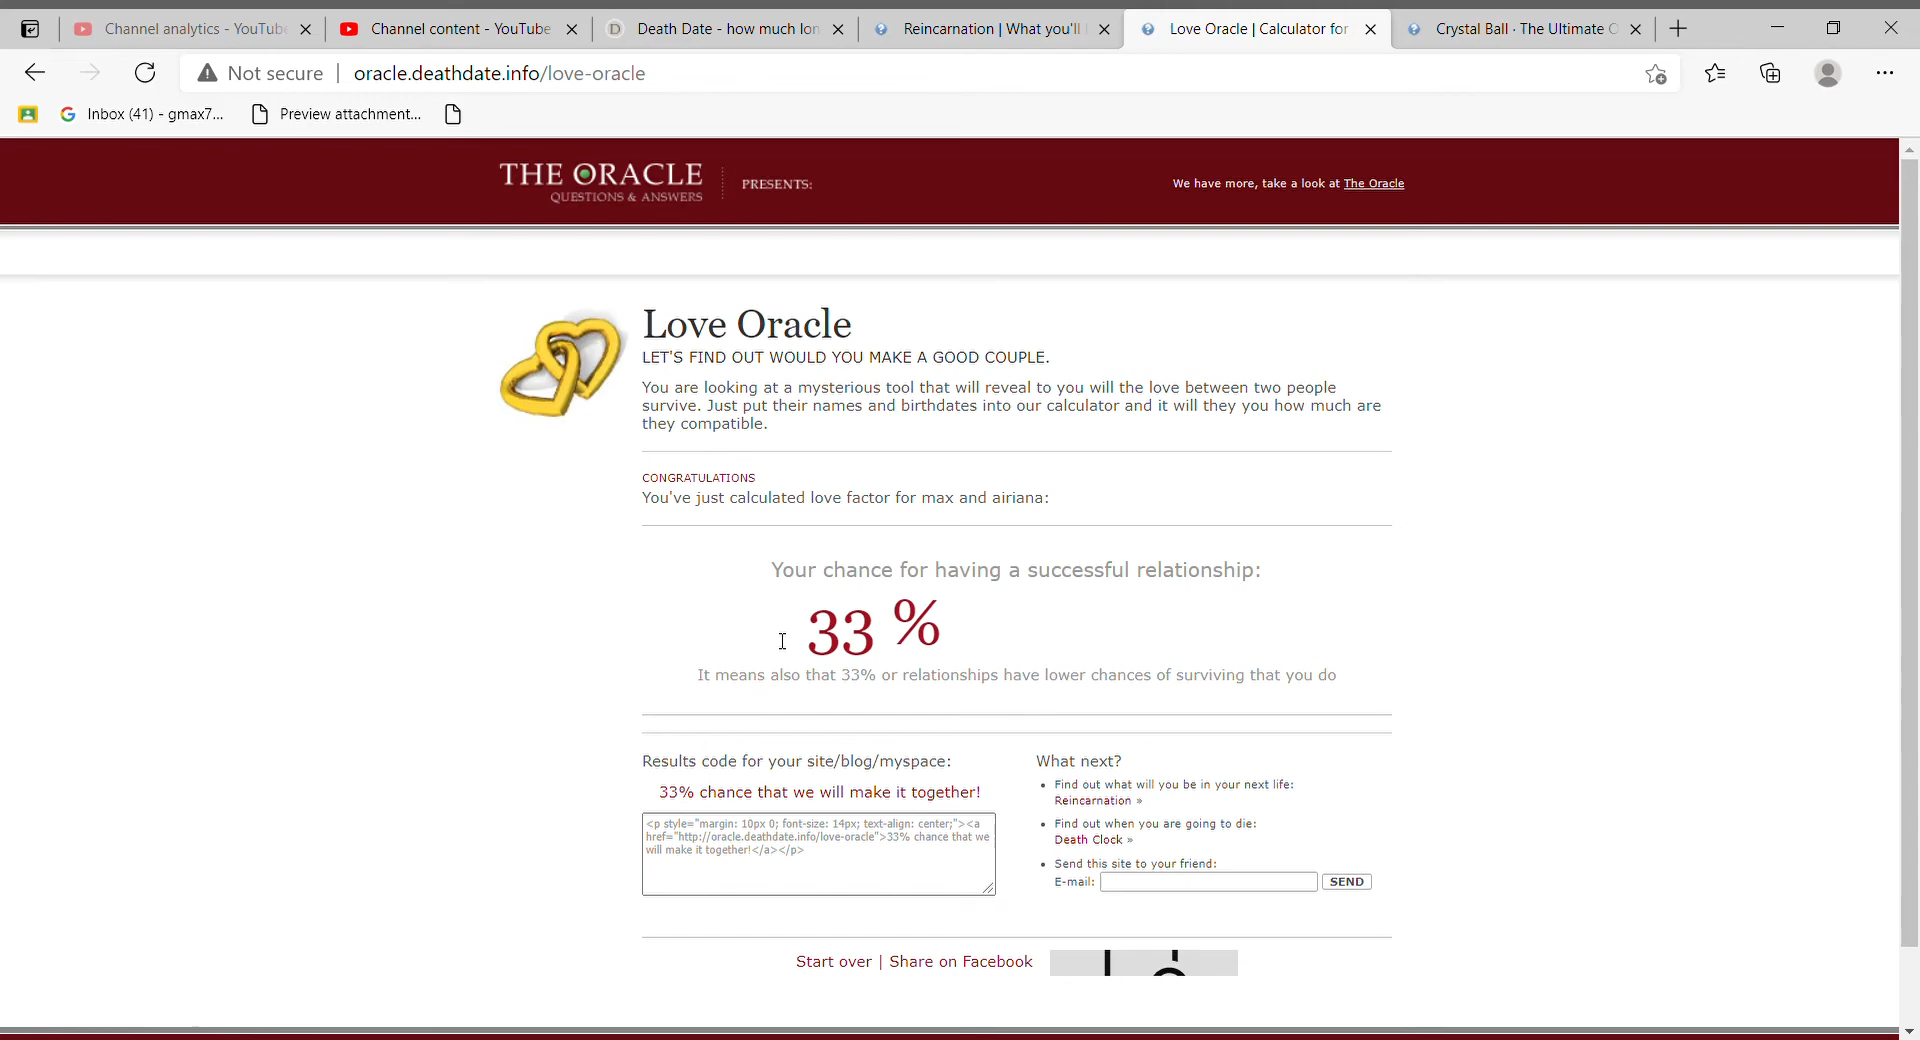 Channel analytics - YouTube
Channel content - YouTube
Death Date - how much lon
Reincarnation | What you'll
Love Oracle | Calculator for
Crystal Ball · The Ultimate O
Not secure | oracle.deathdate.info/love-oracle
Inbox (41) - gmax7...
Preview attachment...
THE ORACLE
QUESTIONS & ANSWERS
PRESENTS:
We have more, take a look at The Oracle
Love Oracle
LET'S FIND OUT WOULD YOU MAKE A GOOD COUPLE.
You are looking at a mysterious tool that will reveal to you will the love between two people
survive. Just put their names and birthdates into our calculator and it will they you how much are
they compatible.
CONGRATULATIONS
You've just calculated love factor for max and airiana:
Your chance for having a successful relationship:
33 %
It means also that 33% or relationships have lower chances of surviving that you do
Results code for your site/blog/myspace:
33% chance that we will make it together!
<p style="margin: 10px 0; font-size: 14px; text-align: center;"><a
href="http://oracle.deathdate.info/love-oracle">33% chance that we
will make it together!</a></p>
What next?
• Find out what will you be in your next life:
Reincarnation »
• Find out when you are going to die:
Death Clock »
• Send this site to your friend:
E-mail: SEND
Start over | Share on Facebook